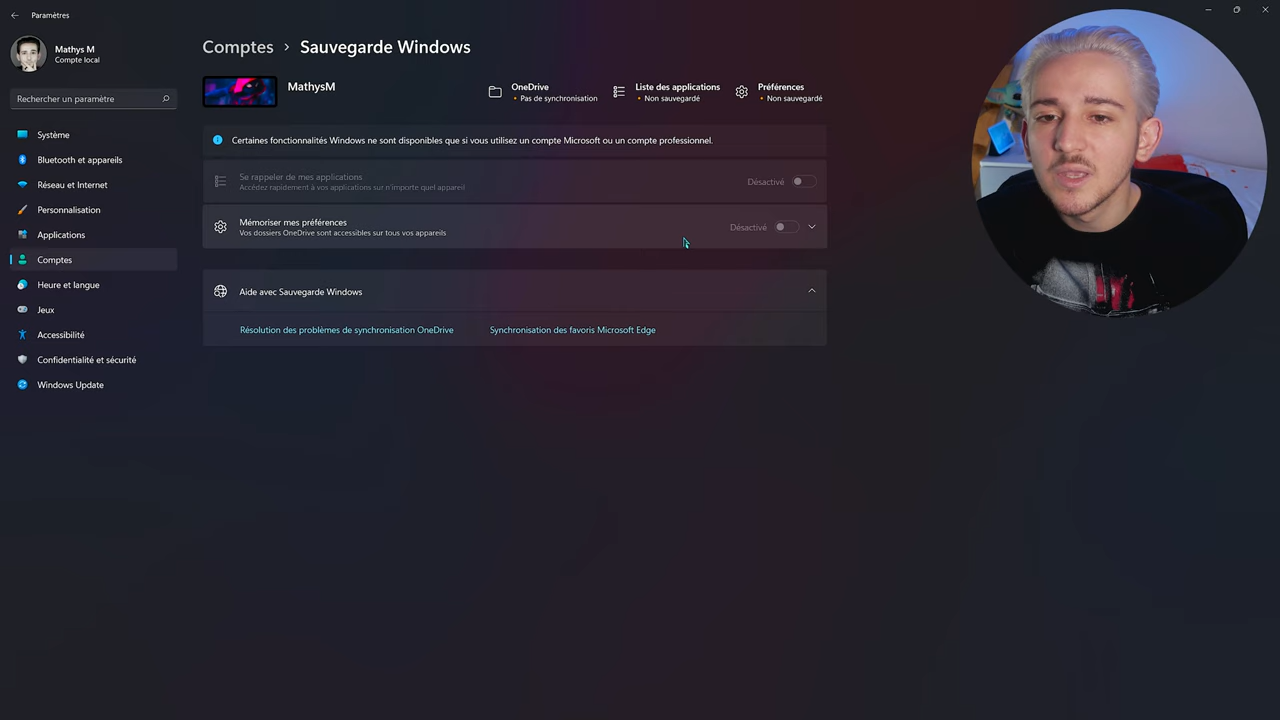 Paramètres
Mathys M
Compte local
Rechercher un paramètre
Système
Bluetooth et appareils
Réseau et Internet
Personnalisation
Applications
Comptes
Heure et langue
Jeux
Accessibilité
Confidentialité et sécurité
Windows Update
Comptes > Sauvegarde Windows
MathysM
OneDrive
• Pas de synchronisation
Liste des applications
• Non sauvegardé
Préférences
• Non sauvegardé
Certaines fonctionnalités Windows ne sont disponibles que si vous utilisez un compte Microsoft ou un compte professionnel.
Se rappeler de mes applications
Accédez rapidement à vos applications sur n'importe quel appareil
Désactivé
Mémoriser mes préférences
Vos dossiers OneDrive sont accessibles sur tous vos appareils
Désactivé
Aide avec Sauvegarde Windows
Résolution des problèmes de synchronisation OneDrive
Synchronisation des favoris Microsoft Edge